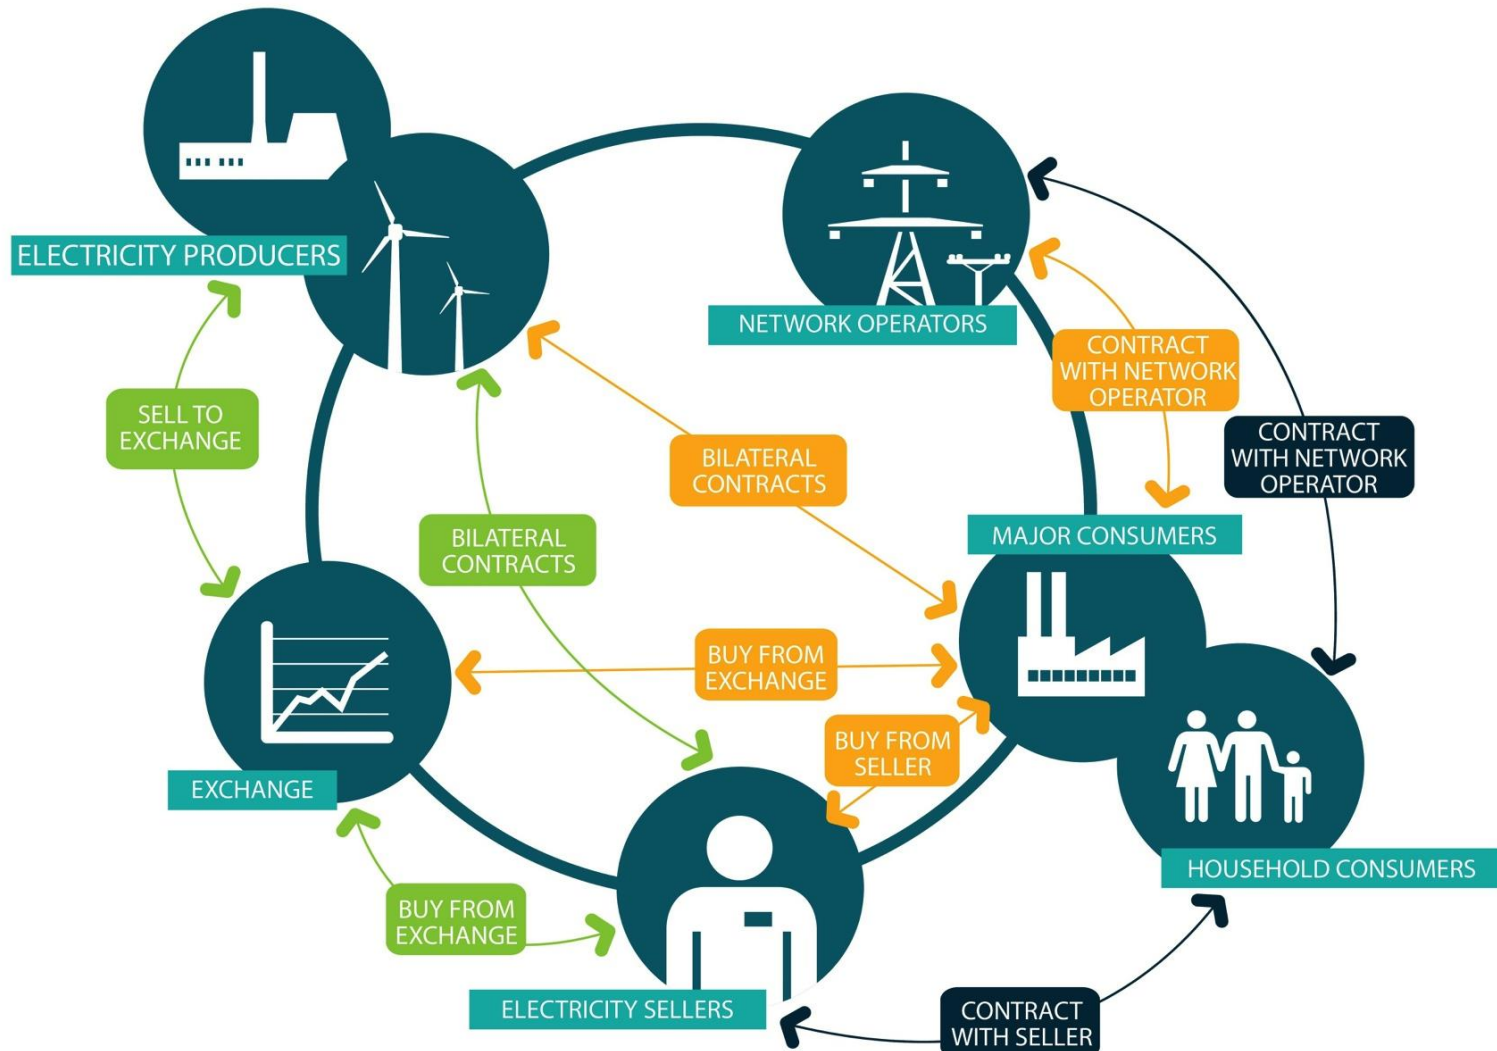 ELECTRICITY PRODUCERS
NETWORK OPERATORS
CONTRACT
WITH NETWORK
OPERATOR
SELL TO
EXCHANGE
CONTRACT
WITH NETWORK
OPERATOR
BILATERAL
CONTRACTS
BILATERAL
CONTRACTS
MAJOR CONSUMERS
BUY FROM
EXCHANGE
BUY FROM
SELLER
EXCHANGE
HOUSEHOLD CONSUMERS
BUY FROM
EXCHANGE
ELECTRICITY SELLERS
CONTRACT
WITH SELLER